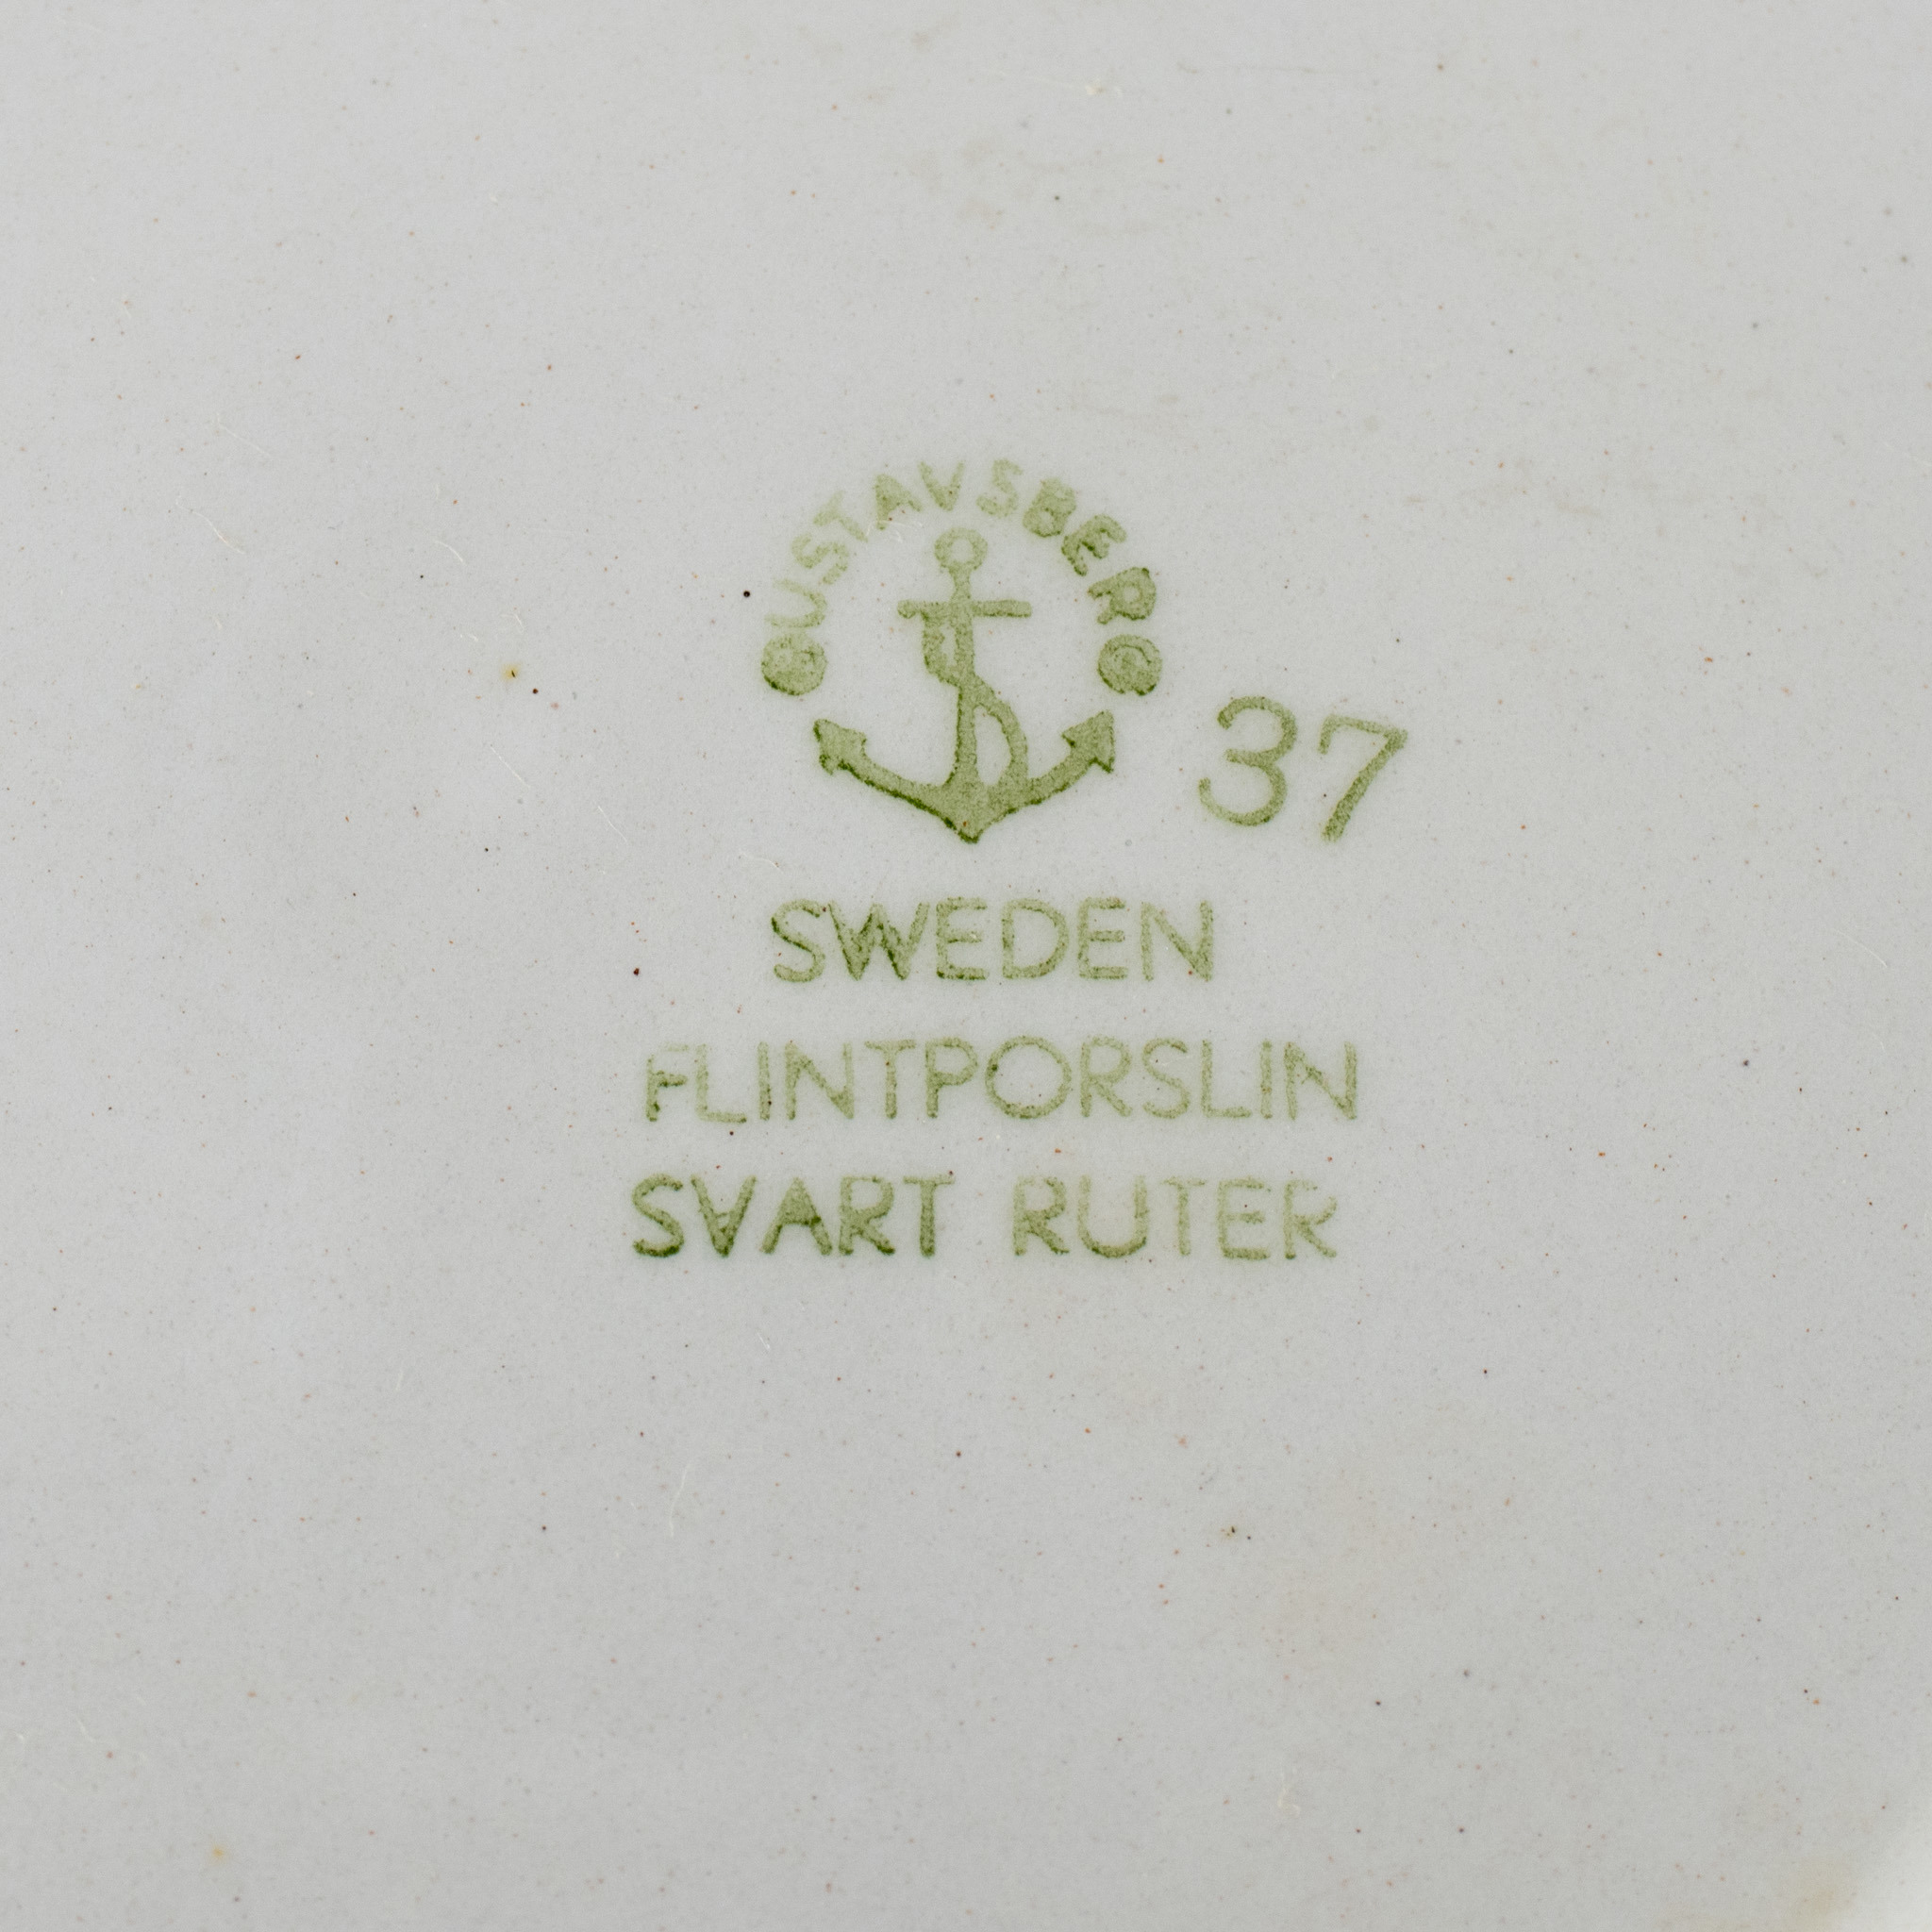 GUSTAVSBERG
37
SWEDEN
FLINTPORSLIN
SVART RUTER